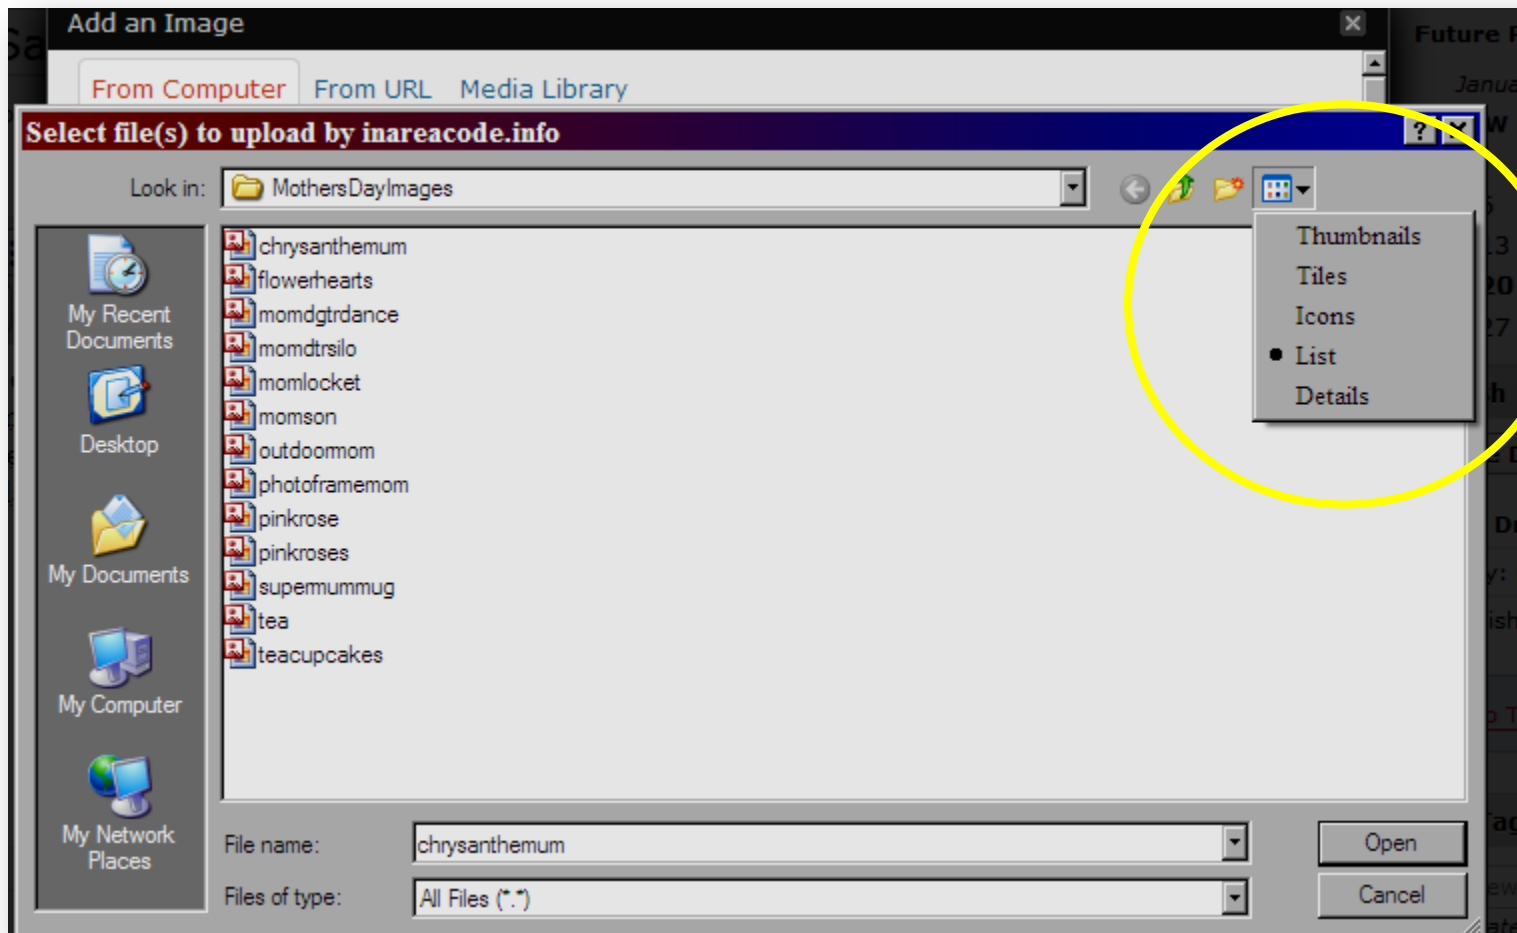 Add an Image
From Computer From URL Media Library
Select file(s) to upload by inareacode.info
Look in: MothersDayImages
My Recent
Documents
Desktop
My Documents
My Computer
My Network
Places
chrysanthemum
flowerhearts
momdgtrdance
momdtrsilo
momlocket
momson
outdoormom
photoframemom
pinkrose
pinkroses
supermummug
tea
teacupcakes
Thumbnails
Tiles
Icons
List
Details
File name: chrysanthemum Open
Files of type: All Files (*.*) Cancel
Future
13
20
27